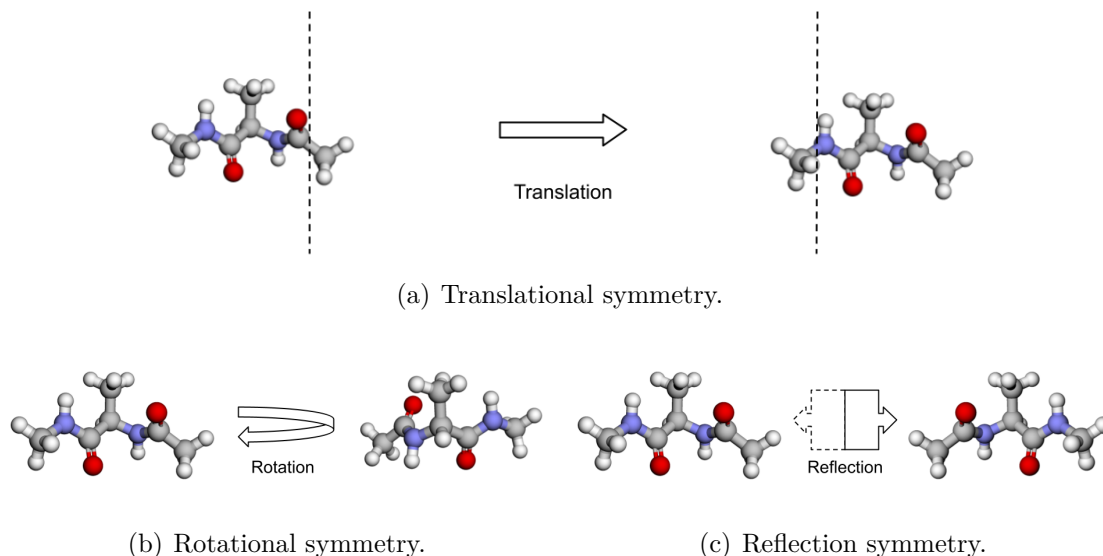 Translation
(a) Translational symmetry.
Rotation
Reflection
(b) Rotational symmetry.
(c) Reflection symmetry.